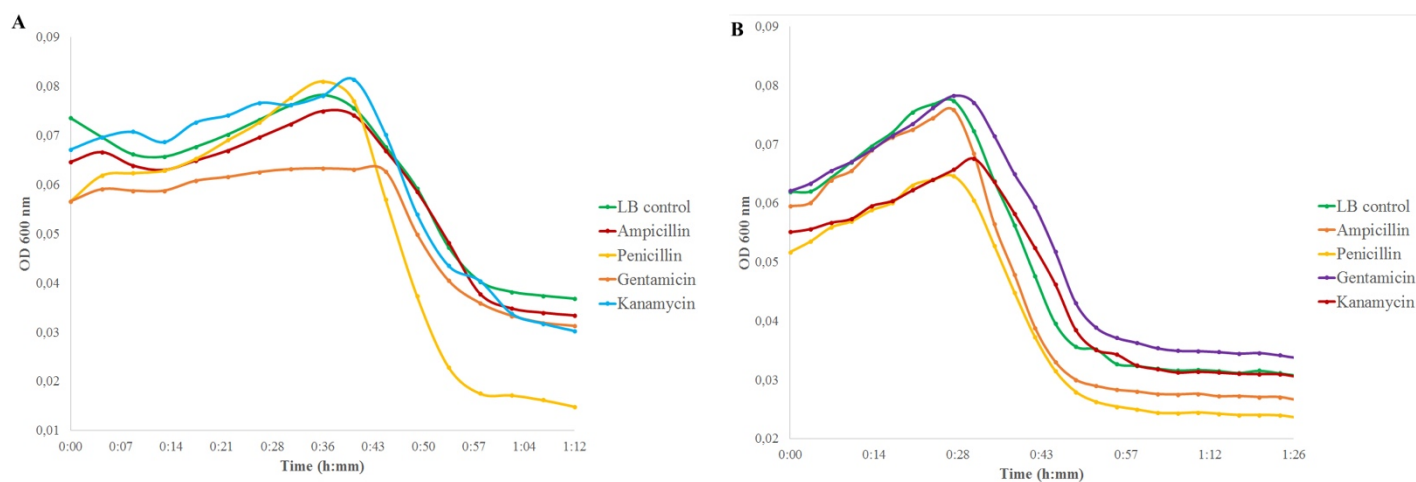 A
0,09
0,08
0,07
0,06
0,05
0,04
0,03
0,02
0,01
OD 600 nm
0:00 0:07 0:14 0:21 0:28 0:36 0:43 0:50 0:57 1:04 1:12
Time (h:mm)
LB control
Ampicillin
Penicillin
Gentamicin
Kanamycin
B
0,09
0,08
0,07
0,06
0,05
0,04
0,03
0,02
OD 600 nm
0:00 0:14 0:28 0:43 0:57 1:12 1:26
Time (h:mm)
LB control
Ampicillin
Penicillin
Gentamicin
Kanamycin